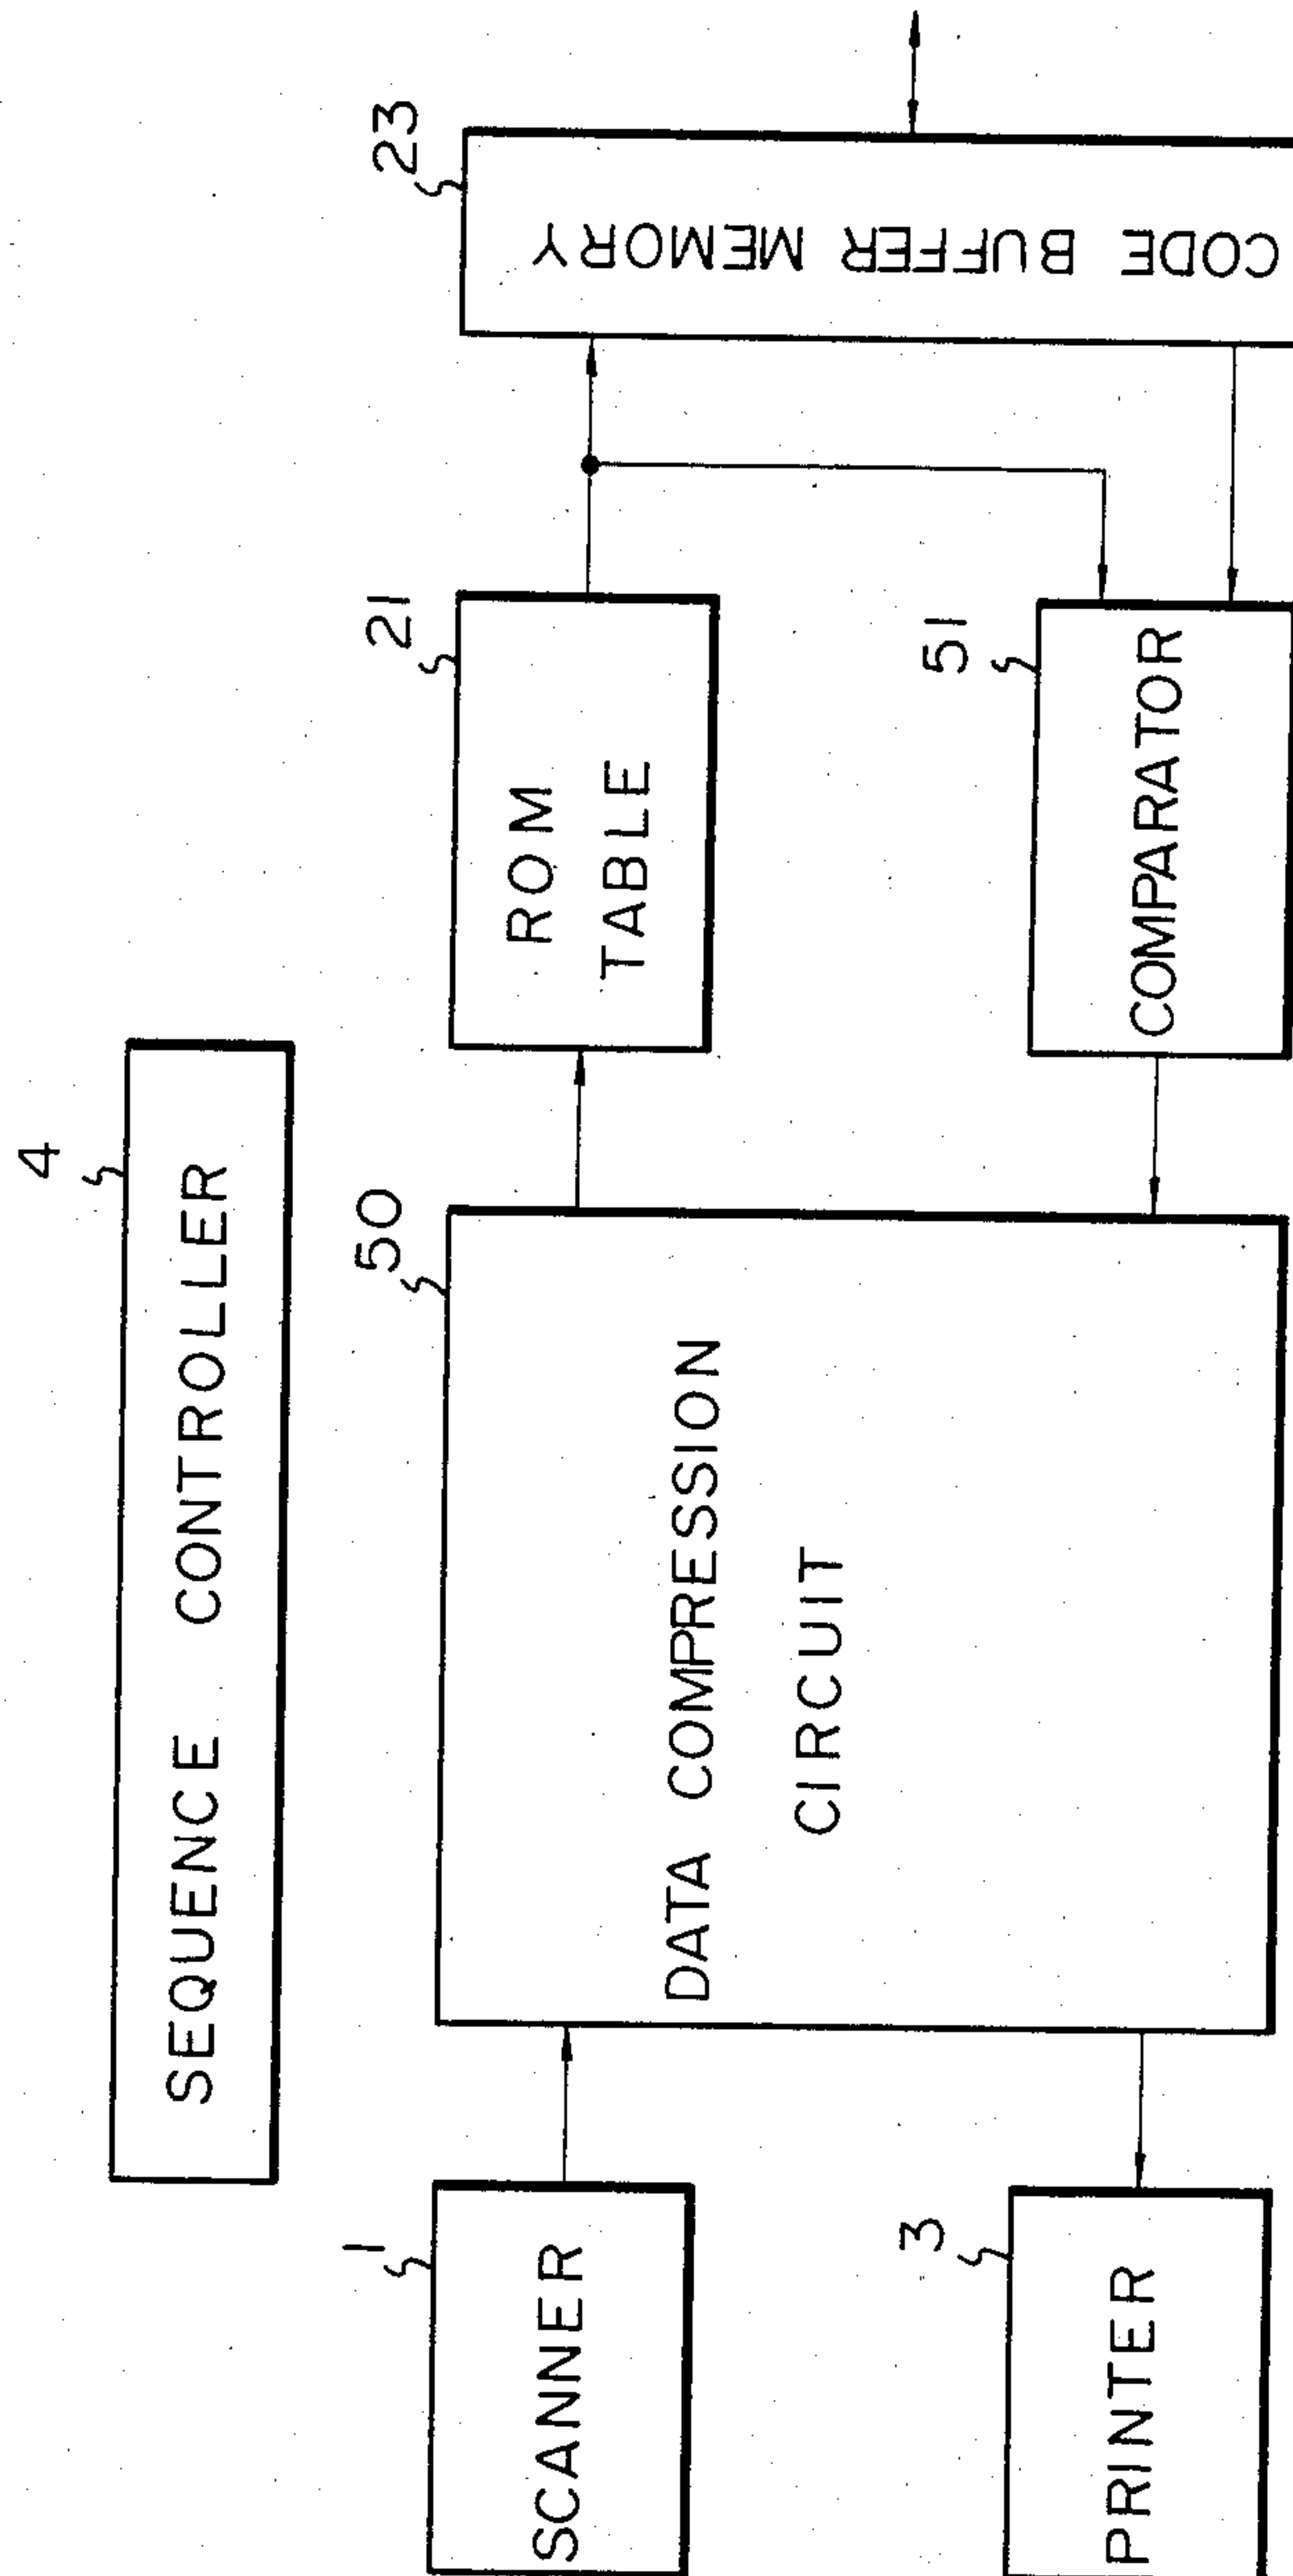 4
SEQUENCE CONTROLLER
1
SCANNER
50
DATA COMPRESSION
CIRCUIT
21
ROM
TABLE
23
CODE BUFFER MEMORY
3
PRINTER
51
COMPARATOR